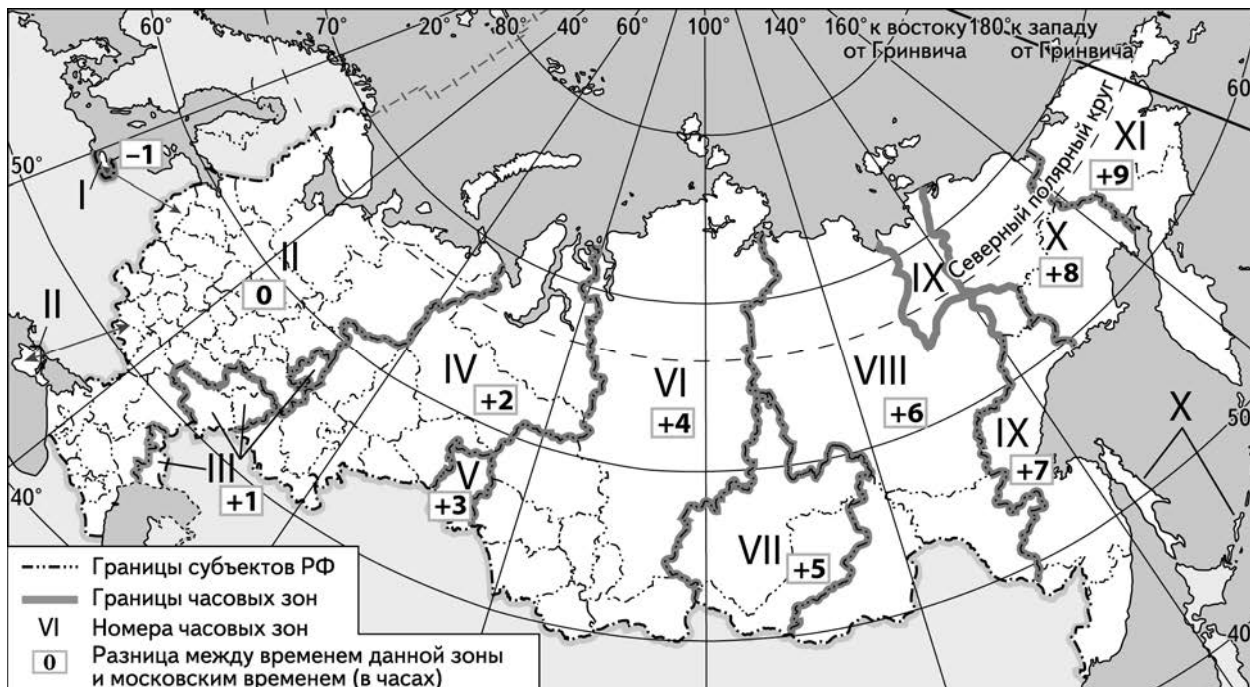 60° 70° 20° 40° 60° 100° 140° 160° к востоку от Гринвича 180° к западу от Гринвича
60°
50°
–1
I
II
0
II
Северный полярный круг
XI
+9
X
+8
IX
IV
+2
VI
+4
VIII
+6
X
50°
IX
+7
III
+1
V
+3
VII
+5
40°
40°
Границы субъектов РФ
Границы часовых зон
VI Номера часовых зон
0 Разница между временем данной зоны
и московским временем (в часах)